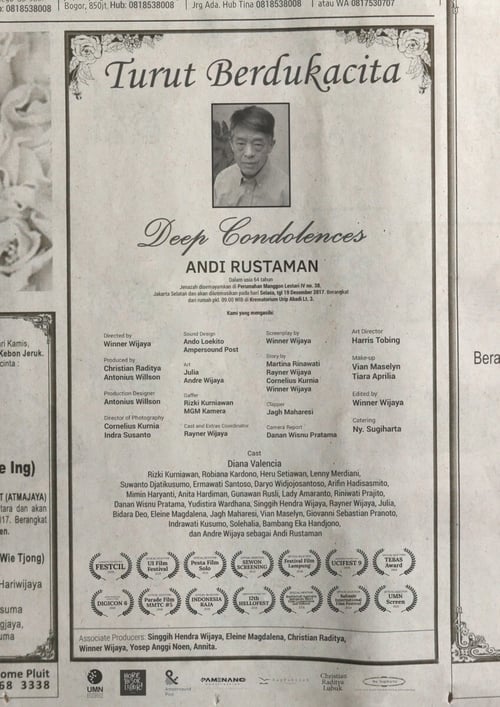 o: 0818538008
Bogor, 850jt. Hub: 0818538008
Jrg Ada. Hub Tina 0818538008
atau WA 0817530707
Turut Berdukacita
Deep Condolences
ANDI RUSTAMAN
Dalam usia 64 tahun
Jenazah disemayamkan di Perumahan Manggon Lestari IV no. 38,
Jakarta Selatan dan akan dikremasikan pada hari Selasa, tgl 19 Desember 2017. Berangkat
dari rumah pkl. 09.00 WIB di Krematorium Urip Abadi Lt. 3.
Kami yang mengasihi:
Directed by
Winner Wijaya
Produced by
Christian Raditya
Antonius Willson
Production Designer
Antonius Willson
Director of Photography
Cornelius Kurnia
Indra Susanto
Sound Design
Ando Loekito
Ampersound Post
Art
Julia
Andre Wijaya
Gaffer
Rizki Kurniawan
MGM Kamera
Cast and Extras Coordinator
Rayner Wijaya
Screenplay by
Winner Wijaya
Story by
Martina Rinawati
Rayner Wijaya
Cornelius Kurnia
Winner Wijaya
Clapper
Jagh Maharesi
Camera Report
Danan Wisnu Pratama
Art Director
Harris Tobing
Make-up
Vian Maselyn
Tiara Aprilia
Edited by
Winner Wijaya
Catering
Ny. Sugiharta
Cast
Diana Valencia
Rizki Kurniawan, Robiana Kardono, Heru Setiawan, Lenny Merdiani,
Suwanto Djatikusumo, Ermawati Santoso, Daryo Widjojosantoso, Arifin Hadisasmito,
Mimin Haryanti, Anita Hardiman, Gunawan Rusli, Lady Amaranto, Riniwati Prajito,
Danan Wisnu Pratama, Yudistira Wardhana, Singgih Hendra Wijaya, Rayner Wijaya, Julia,
Bidara Deo, Eleine Magdalena, Jagh Maharesi, Vian Maselyn, Giovanni Sebastian Pranoto,
Indrawati Kusumo, Solehalia, Bambang Eka Handjono,
dan Andre Wijaya sebagai Andi Rustaman
FESTCIL
UI Film
Festival
Pesta Film
Solo
SEWON
SCREENING
Festival Film
Lampung
UCIFEST 9
TEBAS
Award
DIGICON 6
Parade Film
MMTC #5
INDONESIA
RAJA
12th
HELLOFEST
International
Film Festival
UMN
Screen
Associate Producers: Singgih Hendra Wijaya, Eleine Magdalena, Christian Raditya,
Winner Wijaya, Yosep Anggi Noen, Annita.
UMN
&
Ampersound
Post
PAMENANG
Christian
Raditya
Lubuk
ri Kamis,
Kebon Jeruk.
cinta :
e Ing)
T (ATMAJAYA)
tara dan akan
017. Berangkat
en.
Wie Tjong)
Hariwijaya
suma
gjaya,
uma
ome Pluit
68 3338
Bera